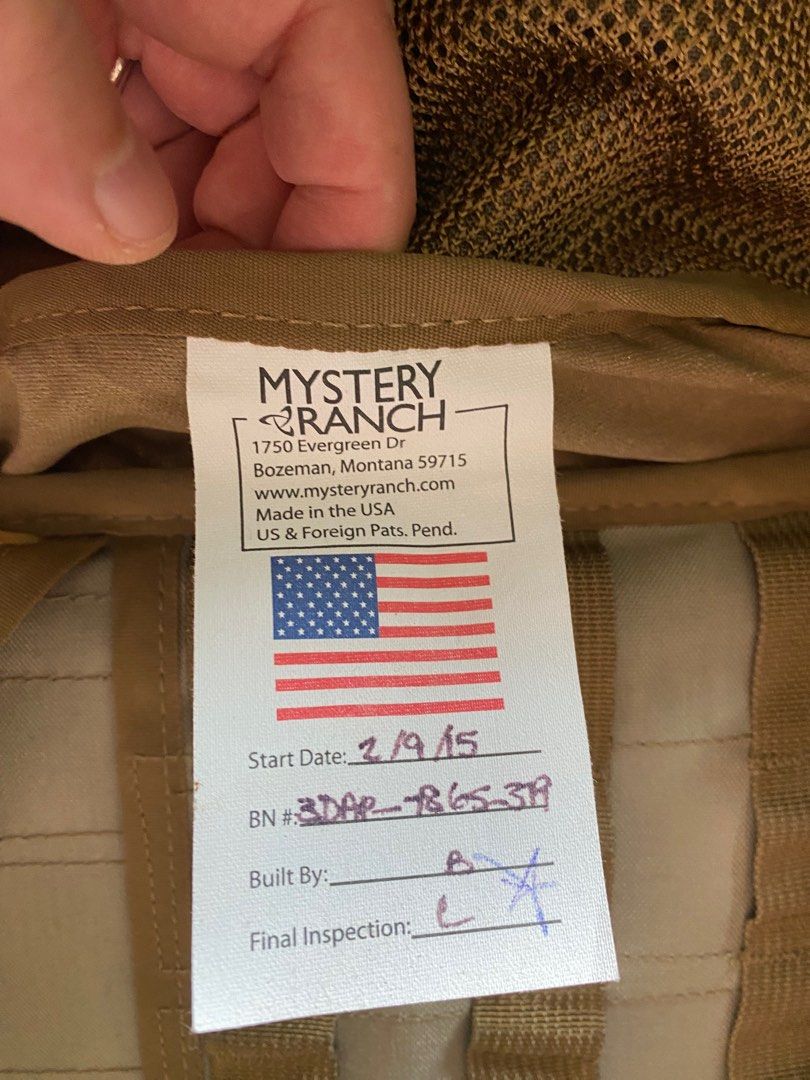 MYSTERY
RANCH
1750 Evergreen Dr
Bozeman, Montana 59715
www.mysteryranch.com
Made in the USA
US & Foreign Pats. Pend.
Start Date: 2/9/15
BN #:
Built By: B
Final Inspection: L